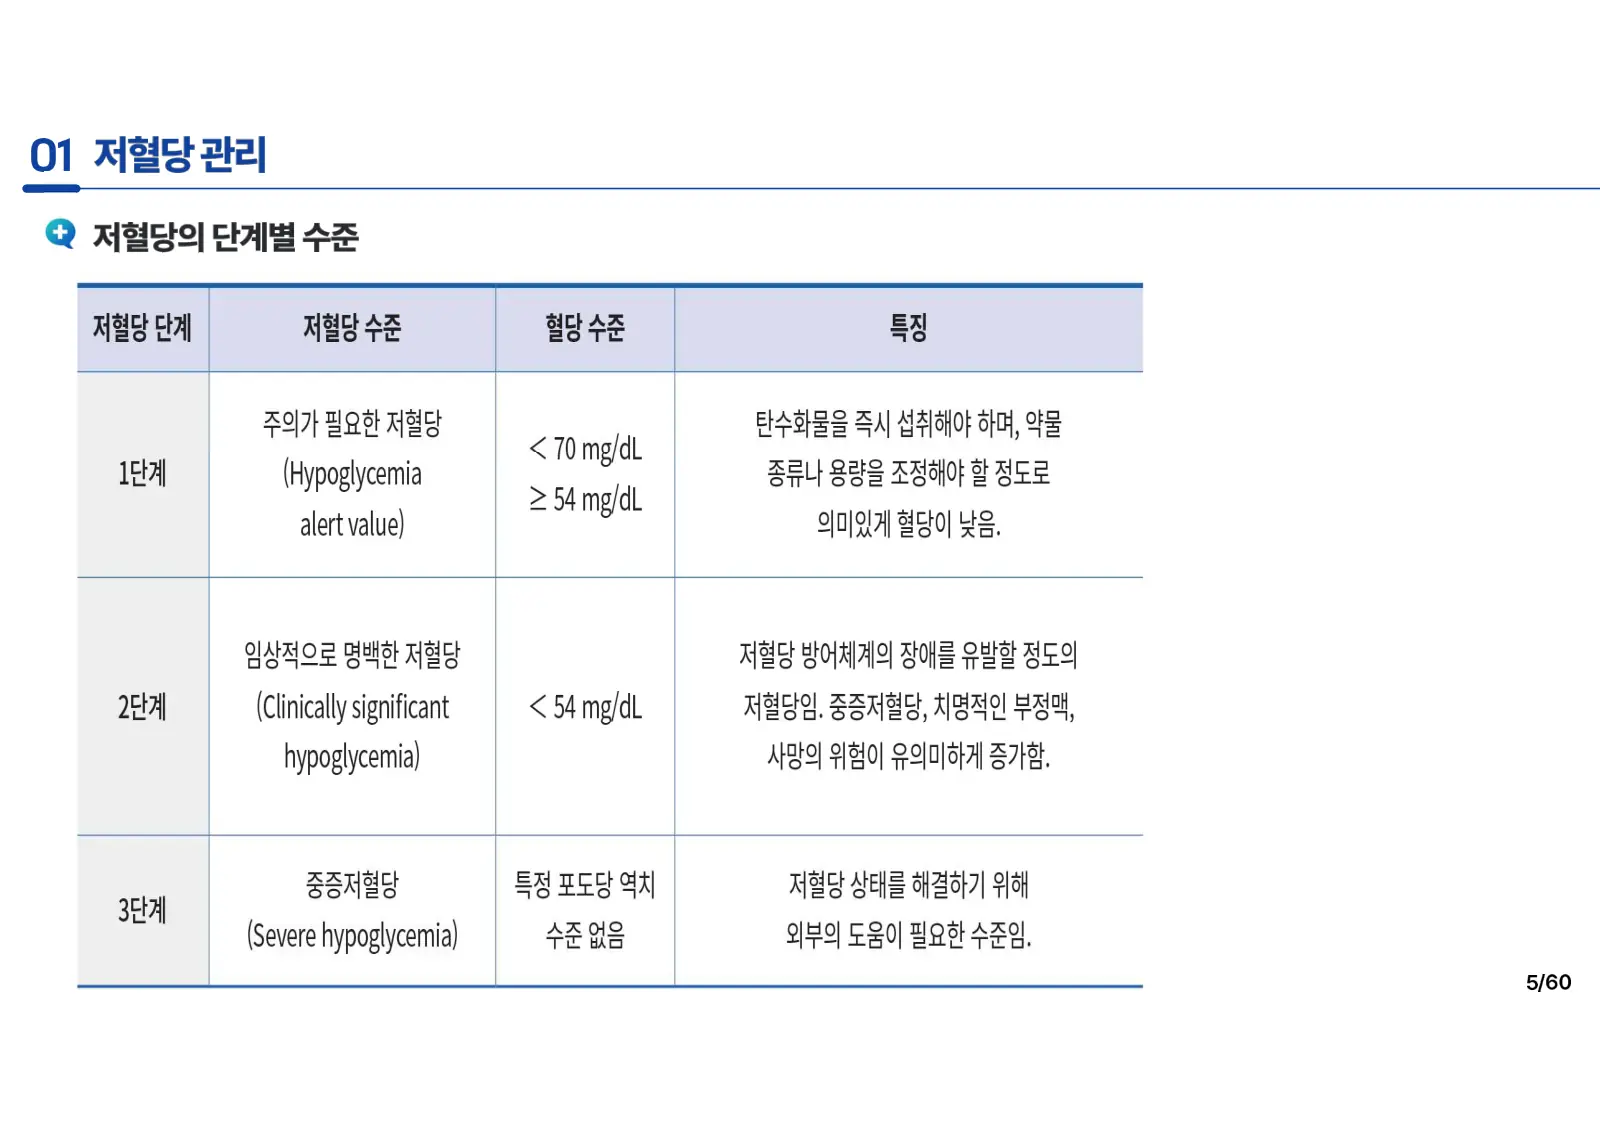 01 저혈당 관리
저혈당의 단계별 수준
저혈당 단계
저혈당 수준
혈당 수준
특징
1단계
주의가 필요한 저혈당
(Hypoglycemia
alert value)
< 70 mg/dL
≥ 54 mg/dL
탄수화물을 즉시 섭취해야 하며, 약물
종류나 용량을 조정해야 할 정도로
의미있게 혈당이 낮음.
2단계
임상적으로 명백한 저혈당
(Clinically significant
hypoglycemia)
< 54 mg/dL
저혈당 방어체계의 장애를 유발할 정도의
저혈당임. 중증저혈당, 치명적인 부정맥,
사망의 위험이 유의미하게 증가함.
3단계
중증저혈당
(Severe hypoglycemia)
특정 포도당 역치
수준 없음
저혈당 상태를 해결하기 위해
외부의 도움이 필요한 수준임.
5/60